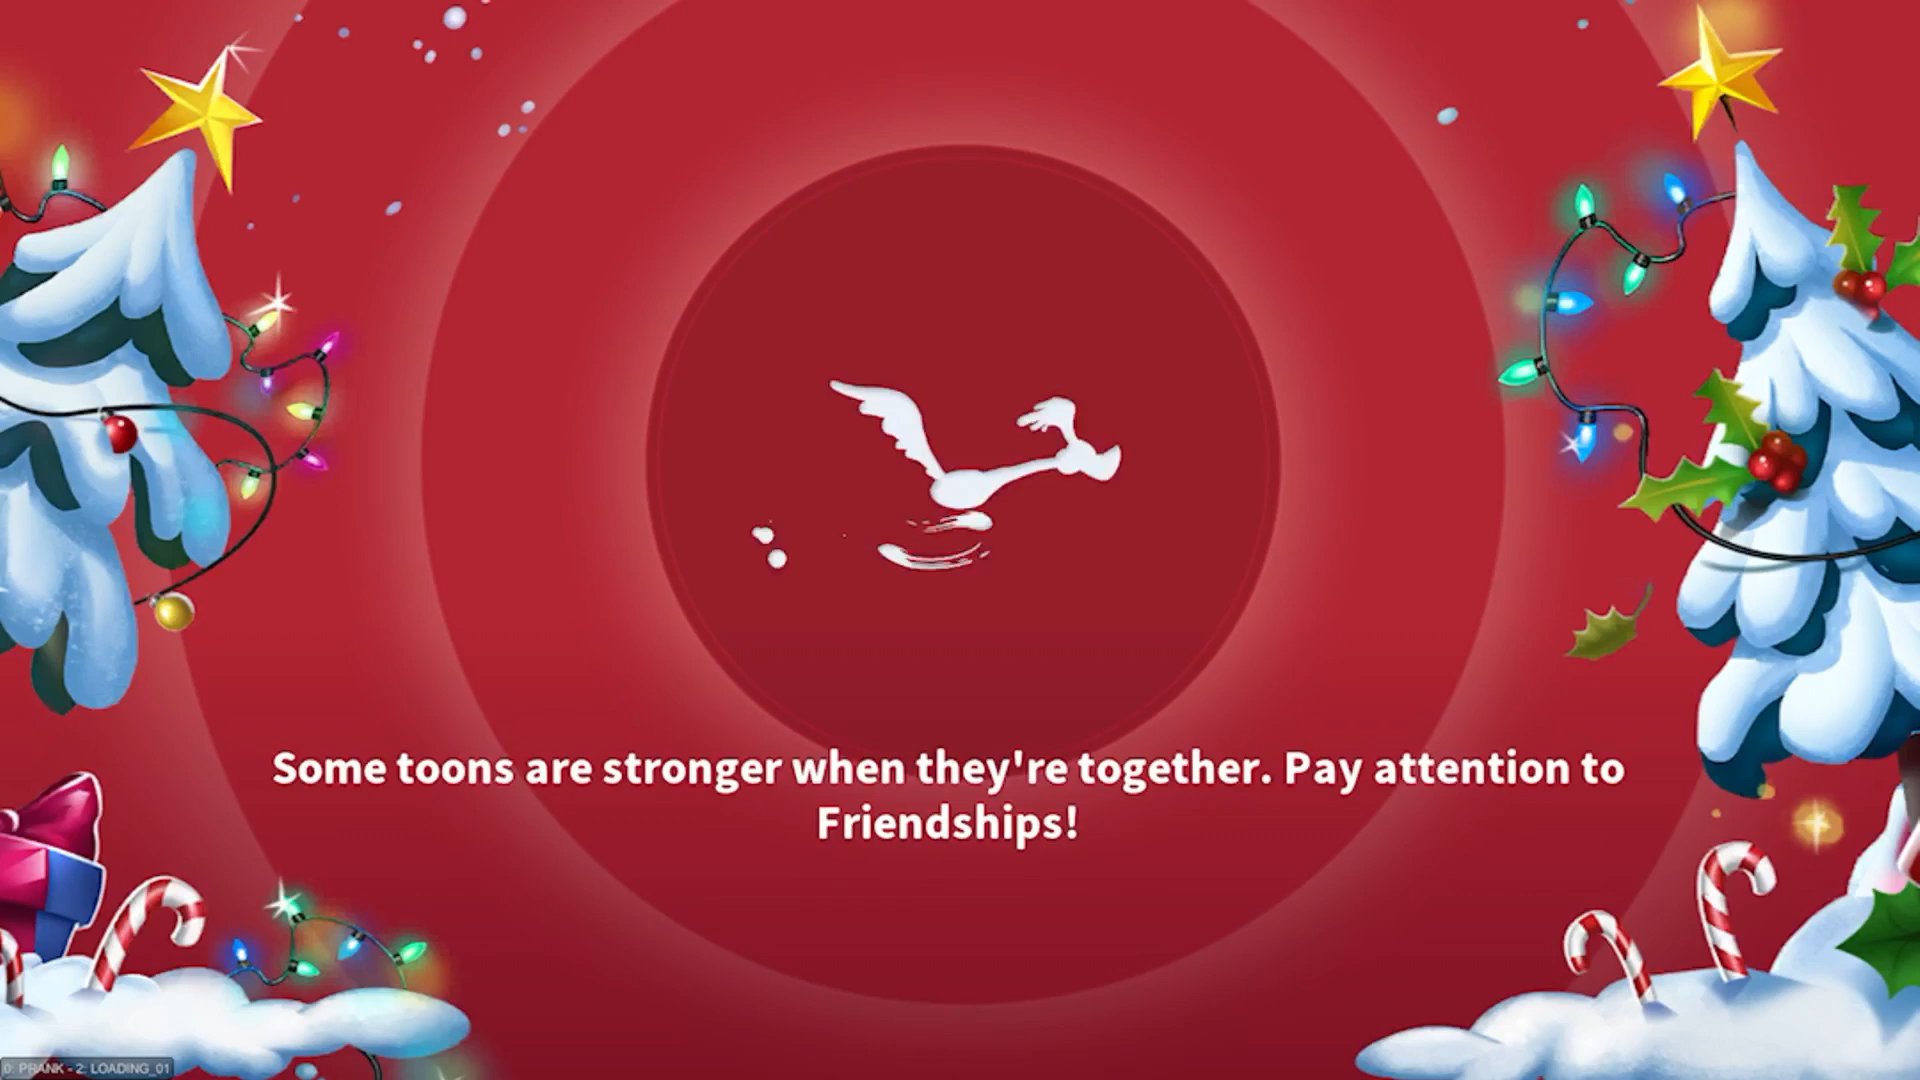 Some toons are stronger when they're together. Pay attention to
Friendships!
0: PRANK - 2: LOADING_01